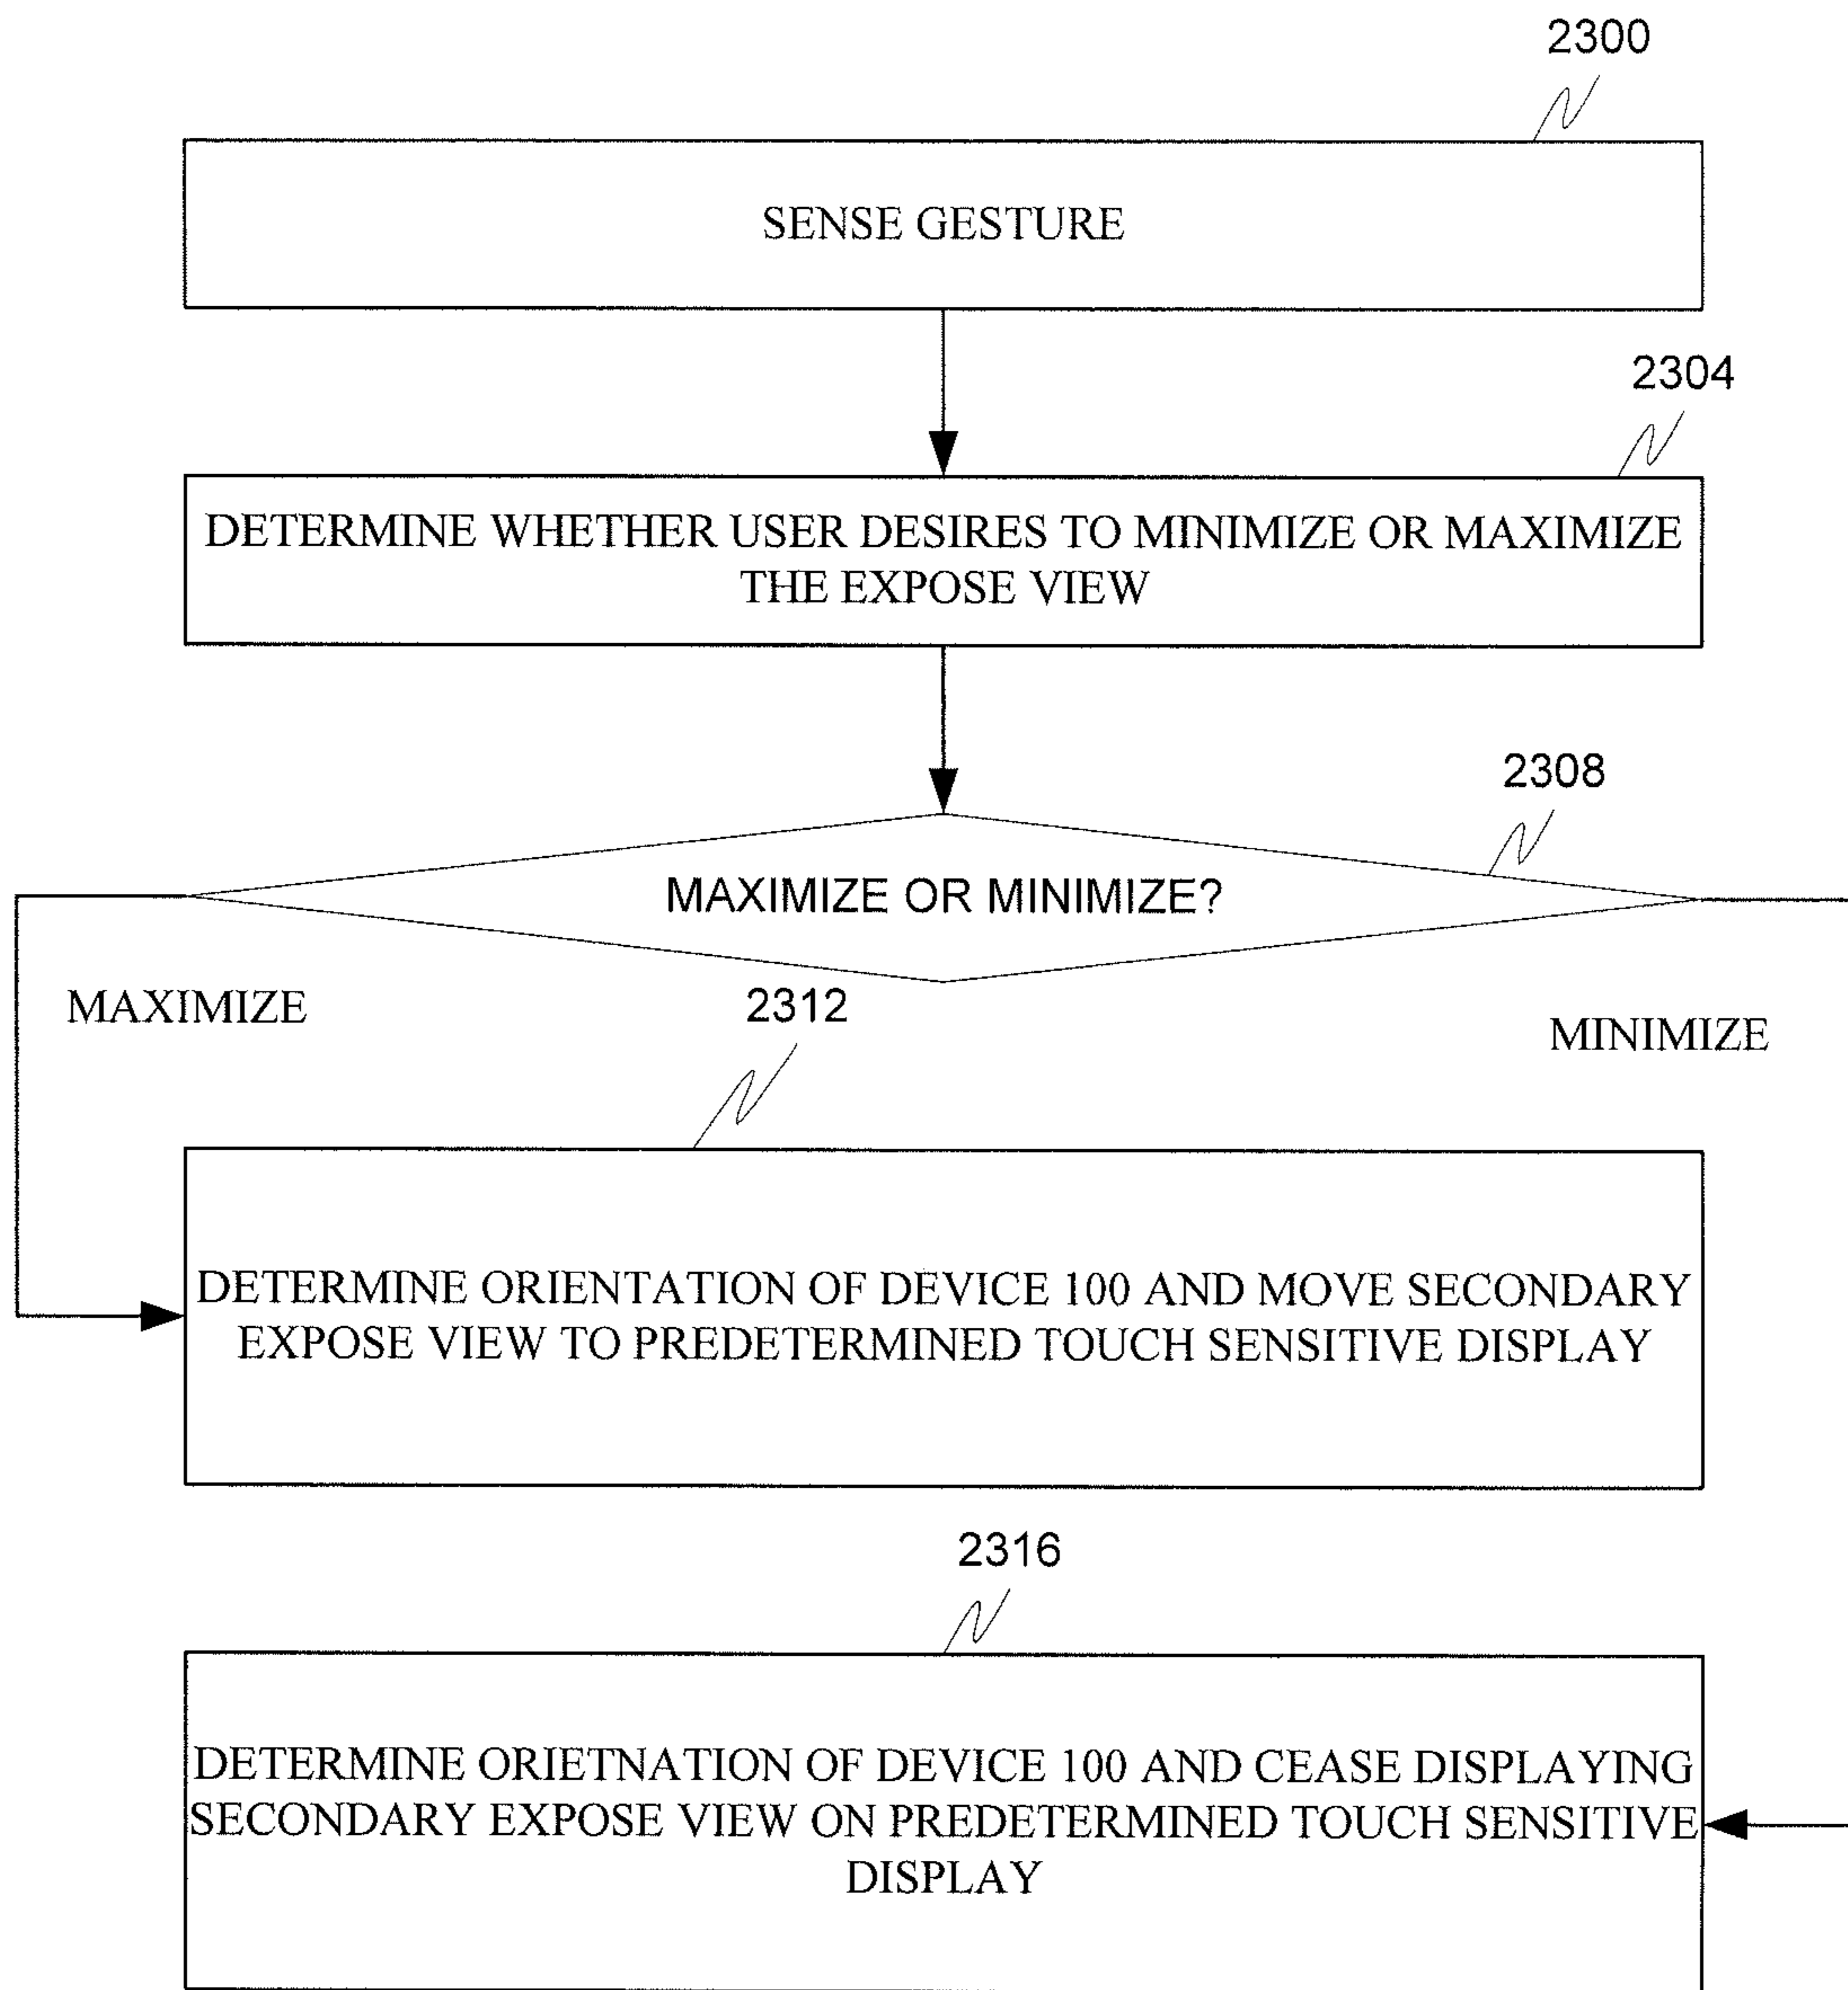 2300
SENSE GESTURE
2304
DETERMINE WHETHER USER DESIRES TO MINIMIZE OR MAXIMIZE
THE EXPOSE VIEW
2308
MAXIMIZE OR MINIMIZE?
MAXIMIZE
2312
MINIMIZE
DETERMINE ORIENTATION OF DEVICE 100 AND MOVE SECONDARY
EXPOSE VIEW TO PREDETERMINED TOUCH SENSITIVE DISPLAY
2316
DETERMINE ORIETNATION OF DEVICE 100 AND CEASE DISPLAYING
SECONDARY EXPOSE VIEW ON PREDETERMINED TOUCH SENSITIVE
DISPLAY